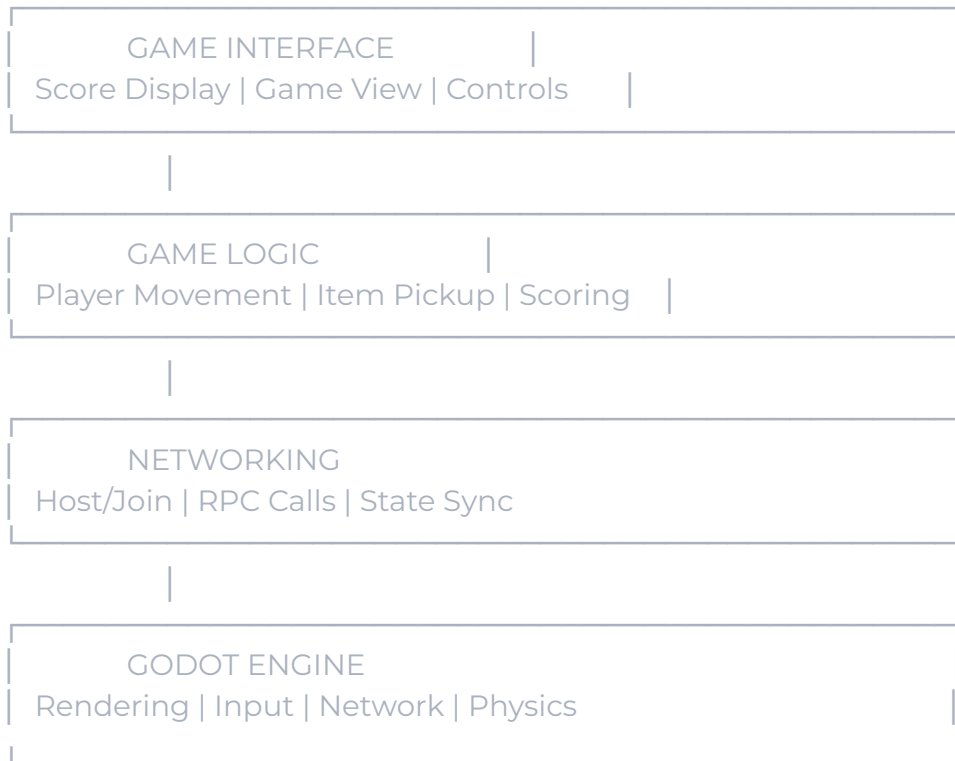 GAME INTERFACE |
| Score Display | Game View | Controls |
|
GAME LOGIC |
| Player Movement | Item Pickup | Scoring |
|
NETWORKING
| Host/Join | RPC Calls | State Sync
|
GODOT ENGINE
| Rendering | Input | Network | Physics |